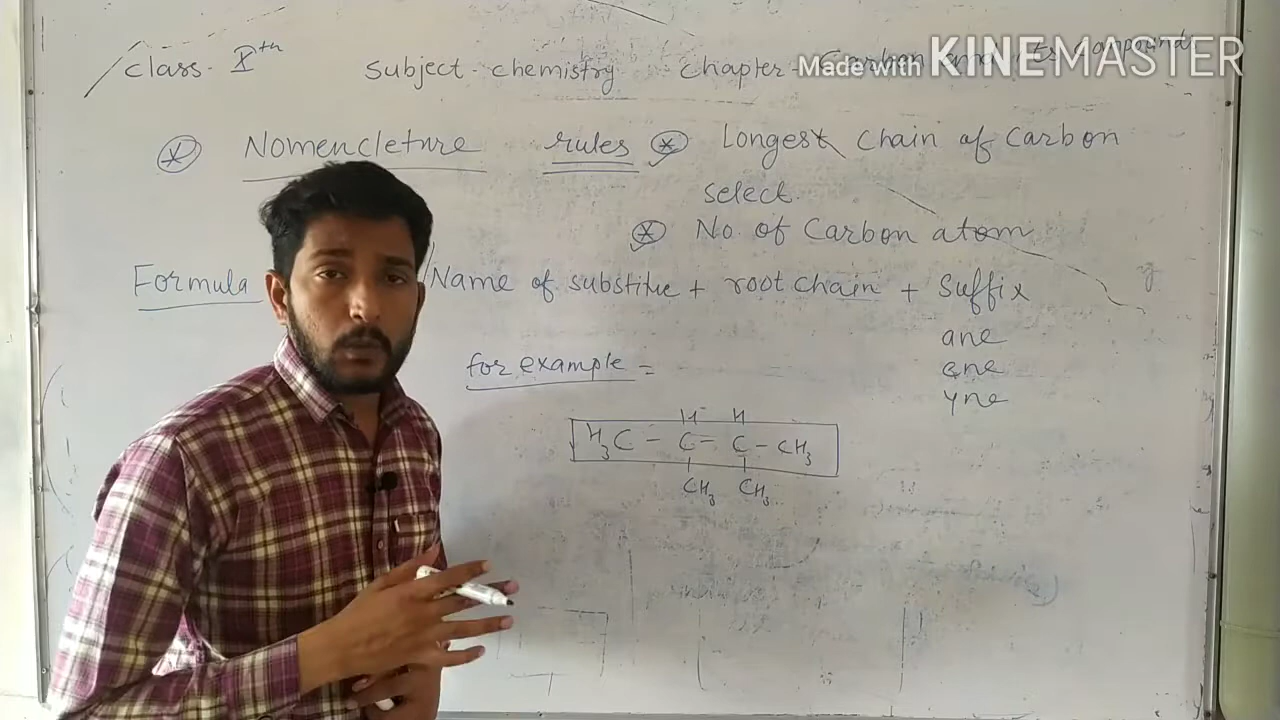 Class - Xth Subject - chemistry Chapter - Carbon and its Compounds
Made with KINEMASTER
Nomencleture rules Longest Chain of Carbon
select.
No. of Carbon atom
Formula Name of substitue + root chain + Suffix
ane
ene
yne
for example =
H H
H3C - C - C - CH3
CH3 CH3